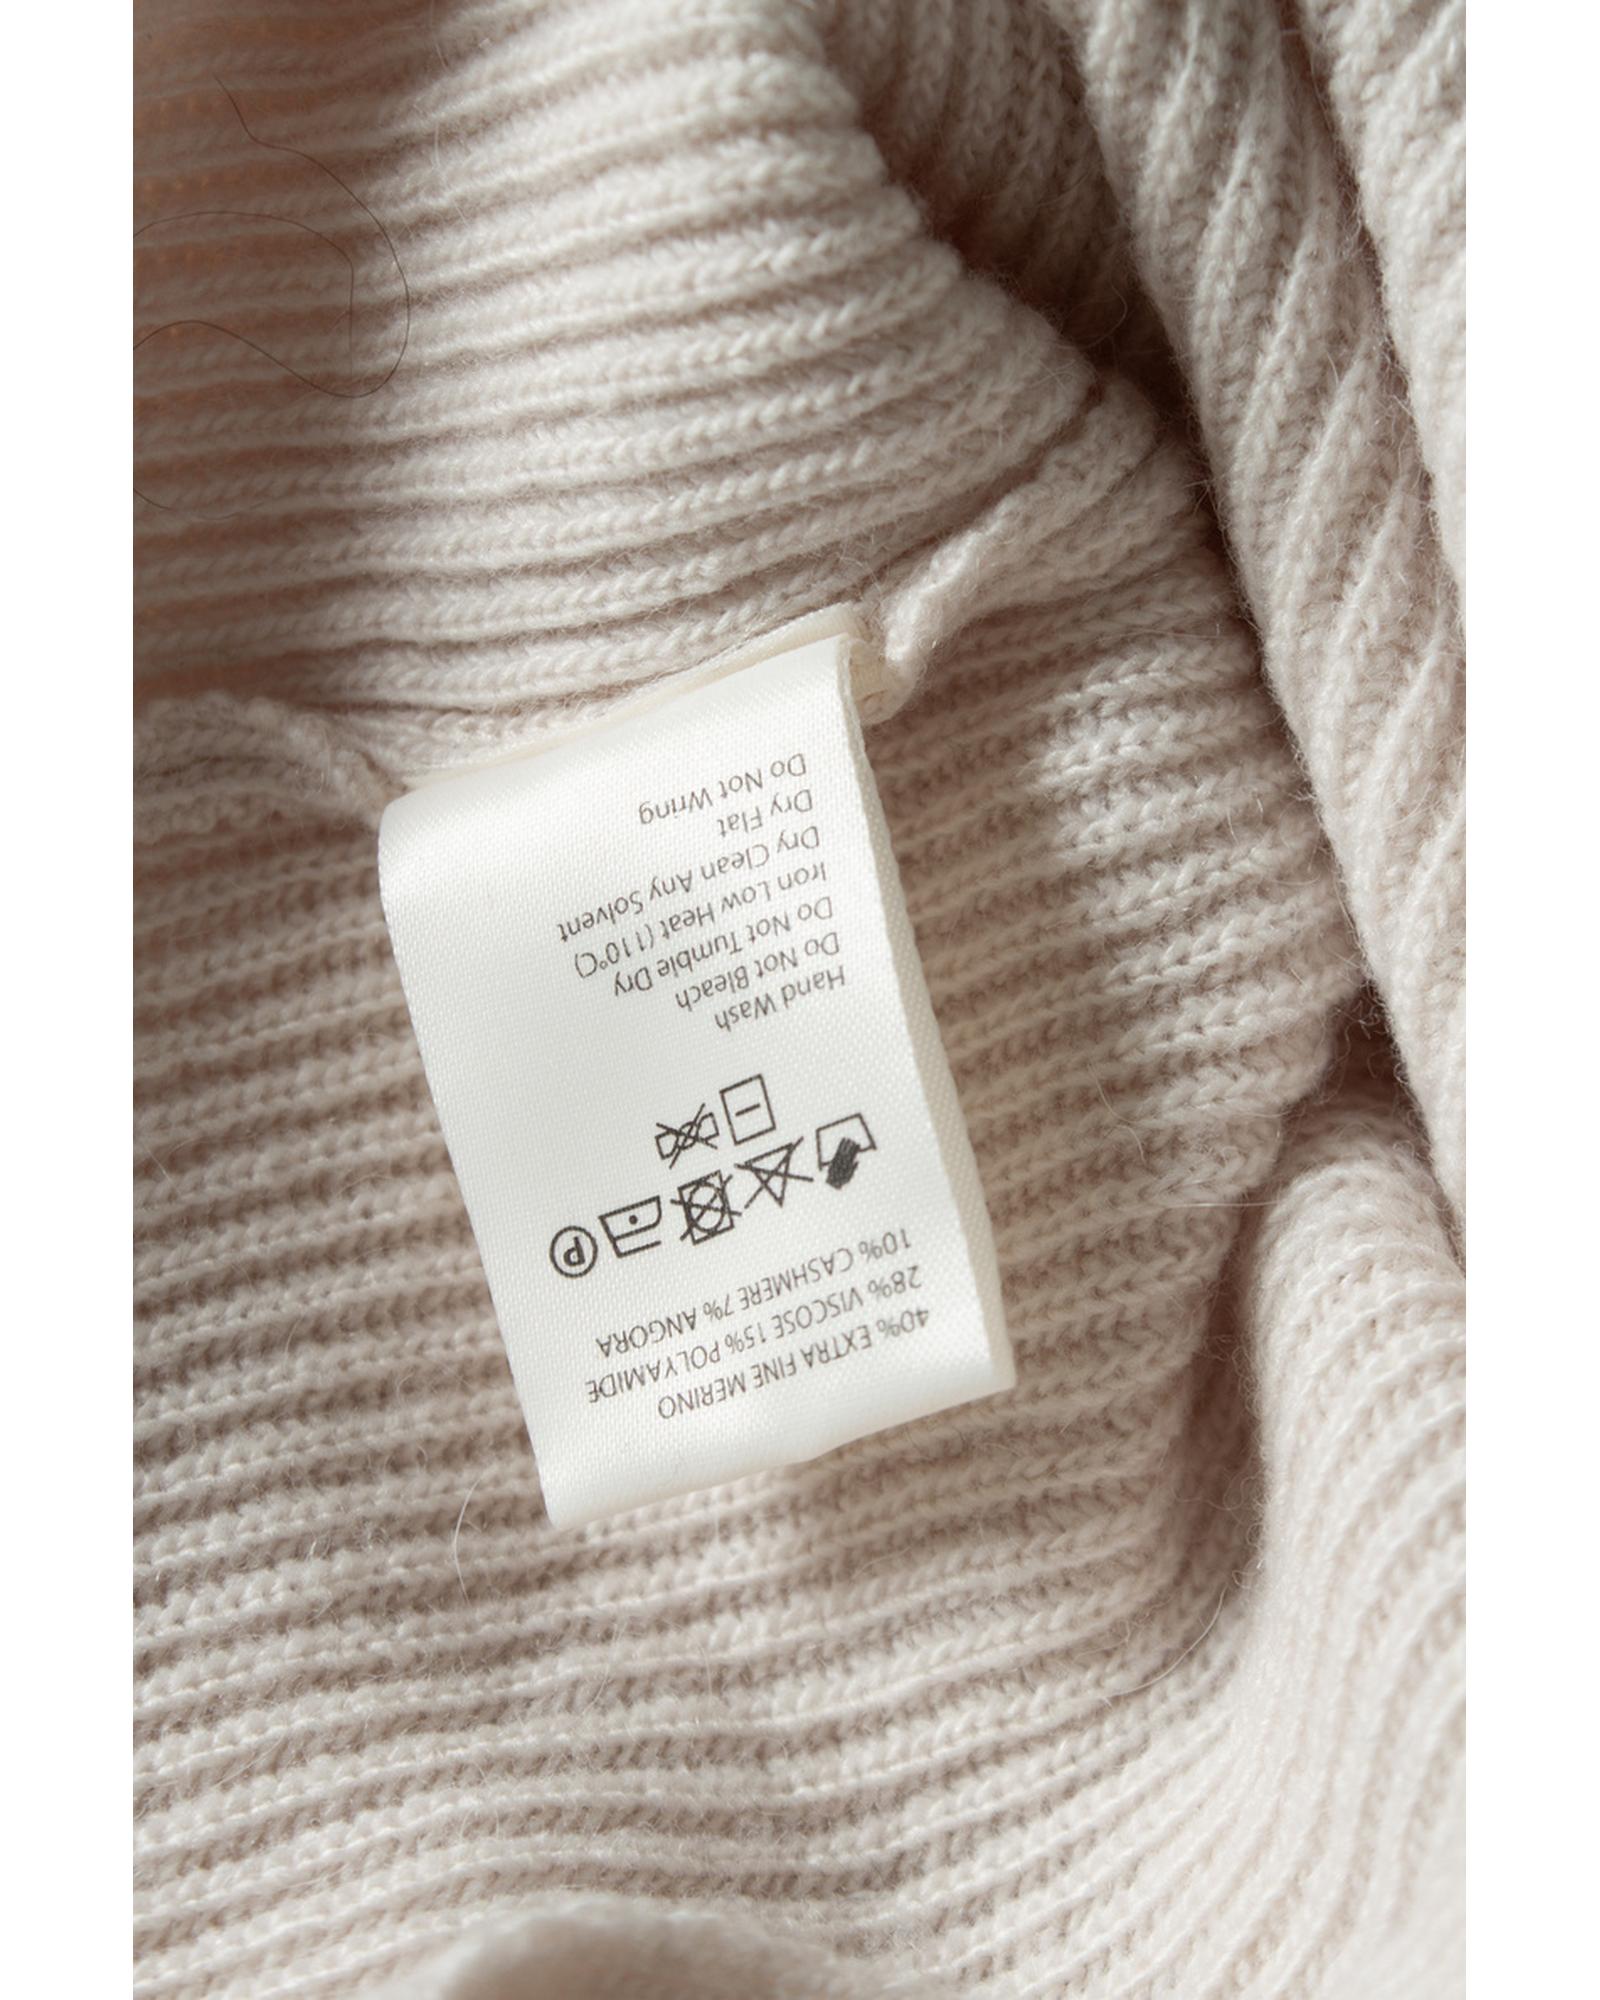 40% EXTRA FINE MERINO
28% VISCOSE 15% POLYAMIDE
10% CASHMERE 7% ANGORA
P
Hand Wash
Do Not Bleach
Do Not Tumble Dry
Iron Low Heat (110°C)
Dry Clean Any Solvent
Dry Flat
Do Not Wring